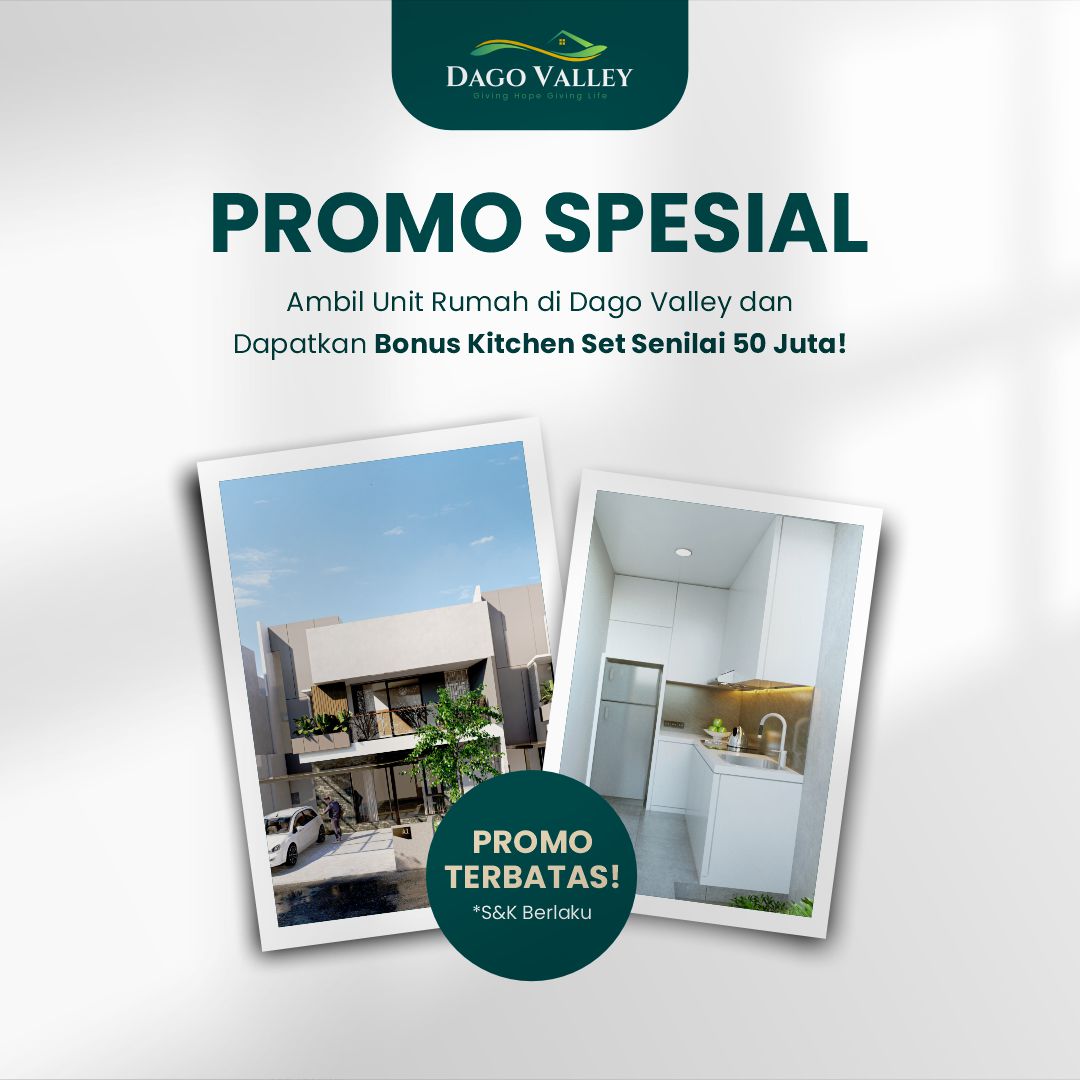 DAGO VALLEY
Giving Hope Giving Life
PROMO SPESIAL
Ambil Unit Rumah di Dago Valley dan
Dapatkan Bonus Kitchen Set Senilai 50 Juta!
PROMO
TERBATAS!
*S&K Berlaku